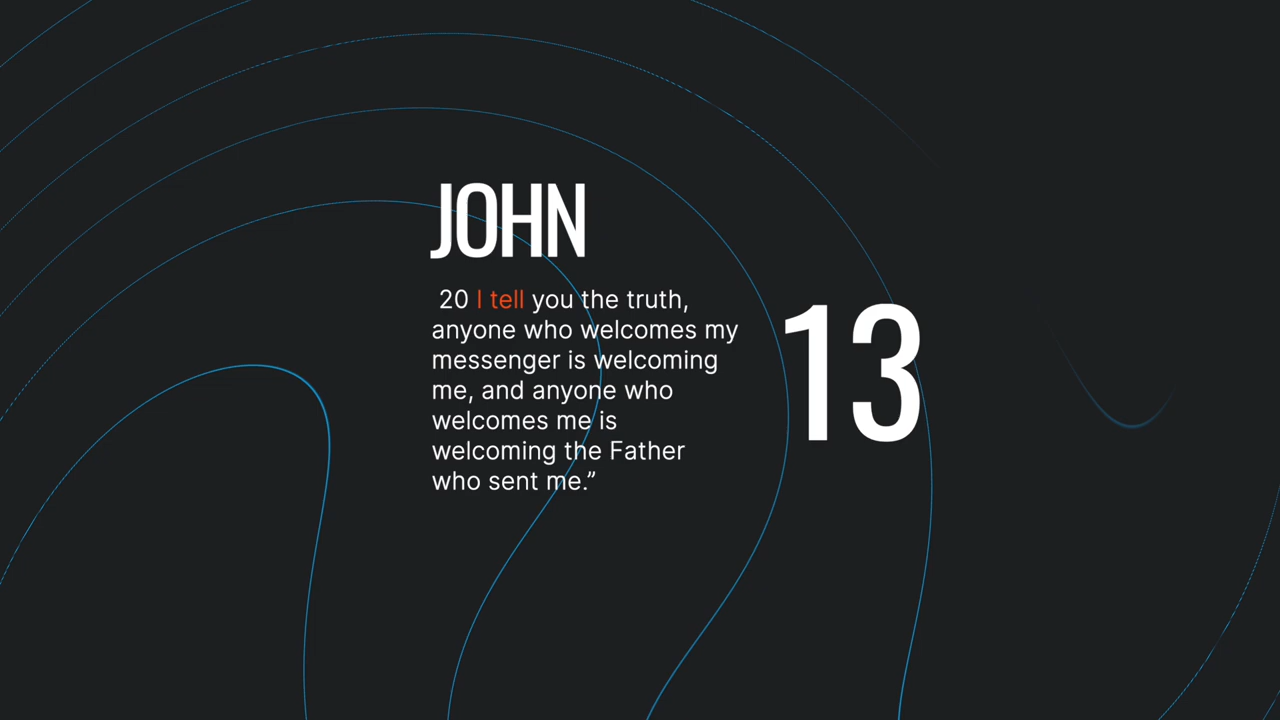 JOHN
20 I tell you the truth,
anyone who welcomes my
messenger is welcoming
me, and anyone who
welcomes me is
welcoming the Father
who sent me.”
13